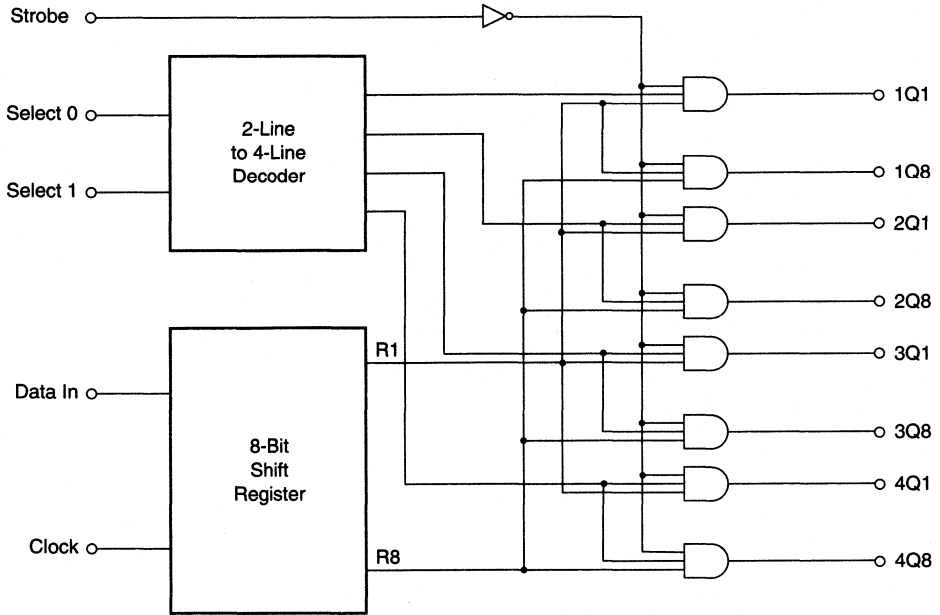 Strobe
Select 0
Select 1
2-Line
to 4-Line
Decoder
1Q1
1Q8
2Q1
2Q8
3Q1
3Q8
4Q1
4Q8
R1
Data In
8-Bit
Shift
Register
Clock
R8